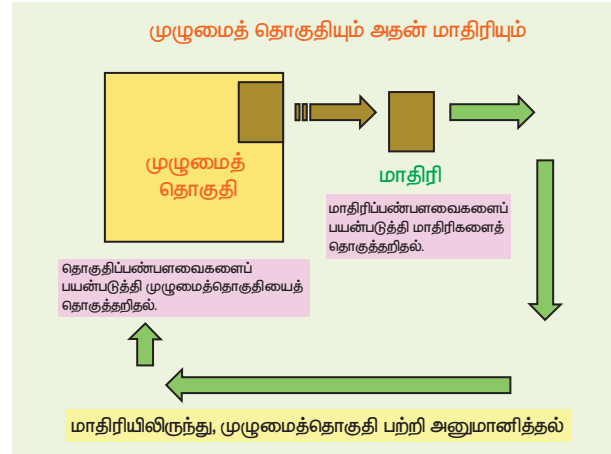 முழுமைத் தொகுதியும் அதன் மாதிரியும்
முழுமைத்
தொகுதி
மாதிரி
மாதிரிப்பண்பளவைகளைப்
பயன்படுத்தி மாதிரிகளைத்
தொகுத்தறிதல்.
தொகுதிப்பண்பளவைகளைப்
பயன்படுத்தி முழுமைத்தொகுதியைத்
தொகுத்தறிதல்.
மாதிரியிலிருந்து, முழுமைத்தொகுதி பற்றி அனுமானித்தல்